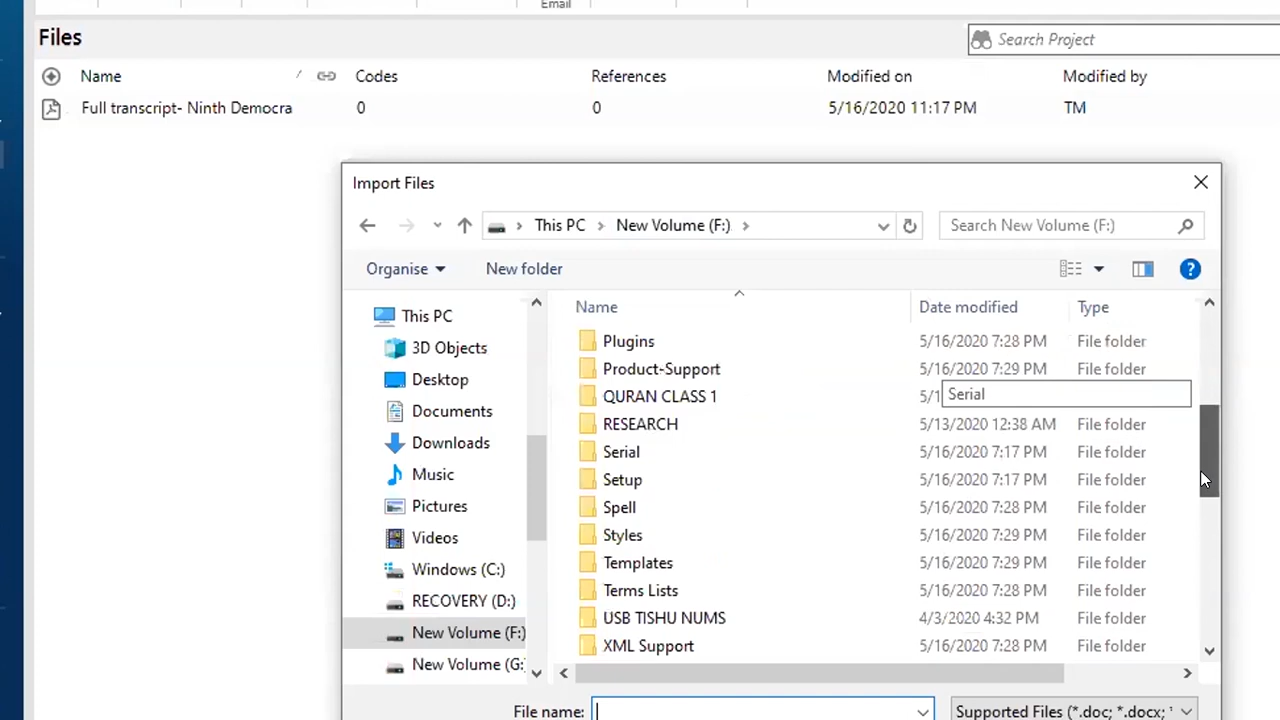 Email
Files
Search Project
Name / Codes References Modified on Modified by
Full transcript- Ninth Democra 0 0 5/16/2020 11:17 PM TM
Import Files
This PC > New Volume (F:) >
Search New Volume (F:)
Organise New folder
Name Date modified Type
This PC
3D Objects
Desktop
Documents
Downloads
Music
Pictures
Videos
Windows (C:)
RECOVERY (D:)
New Volume (F:)
New Volume (G:
Plugins 5/16/2020 7:28 PM File folder
Product-Support 5/16/2020 7:29 PM File folder
QURAN CLASS 1 5/1
Serial
RESEARCH 5/13/2020 12:38 AM File folder
Serial 5/16/2020 7:17 PM File folder
Setup 5/16/2020 7:17 PM File folder
Spell 5/16/2020 7:28 PM File folder
Styles 5/16/2020 7:29 PM File folder
Templates 5/16/2020 7:29 PM File folder
Terms Lists 5/16/2020 7:28 PM File folder
USB TISHU NUMS 4/3/2020 4:32 PM File folder
XML Support 5/16/2020 7:28 PM File folder
File name: Supported Files (*.doc; *.docx;